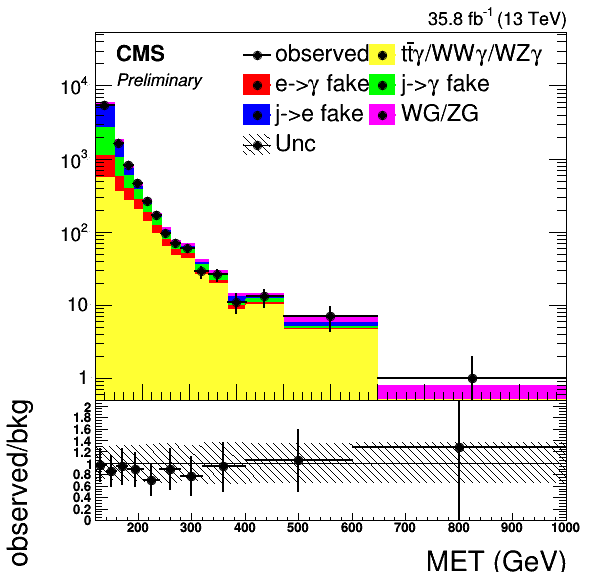 35.8 fb⁻¹ (13 TeV)
CMS
Preliminary
observed
tt̄γ/WWγ/WZγ
e->γ fake
j->γ fake
j->e fake
WG/ZG
Unc
10⁴
10³
10²
10
1
observed/bkg
2
1.8
1.6
1.4
1.2
1
0.8
0.6
0.4
0.2
0
200 300 400 500 600 700 800 900 1000
MET (GeV)